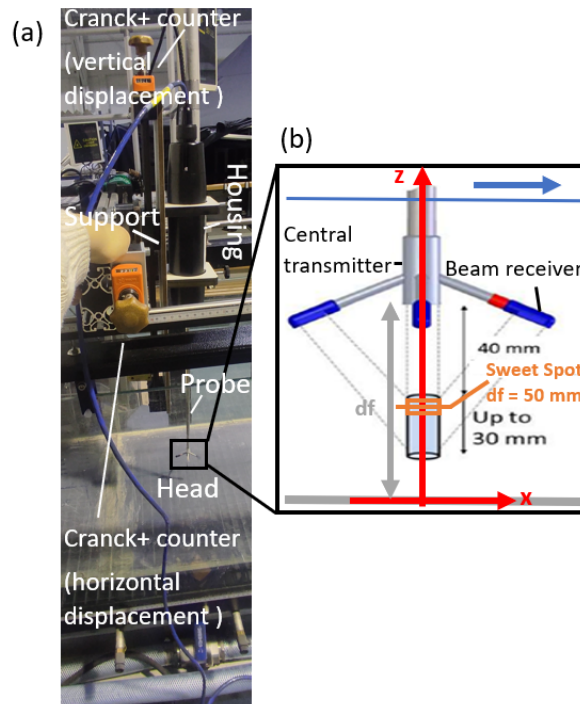 (a)
Cranck+ counter
(vertical
displacement )
Housing
Support
Probe
Head
Cranck+ counter
(horizontal
displacement )
(b)
z
Central
transmitter
Beam receiver
40 mm
Sweet Spot
df = 50 mm
df
Up to
30 mm
x